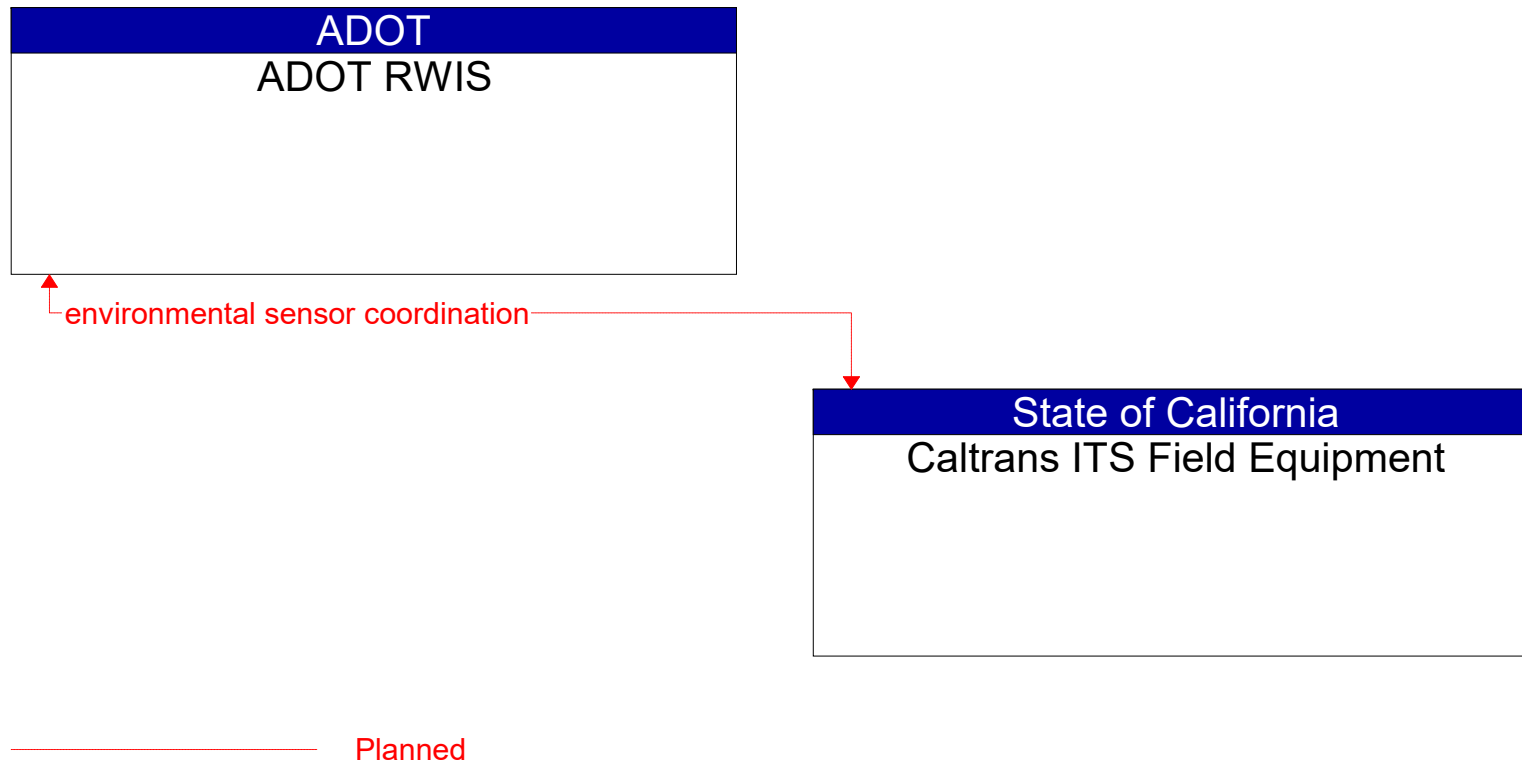 ADOT
ADOT RWIS
environmental sensor coordination
State of California
Caltrans ITS Field Equipment
Planned